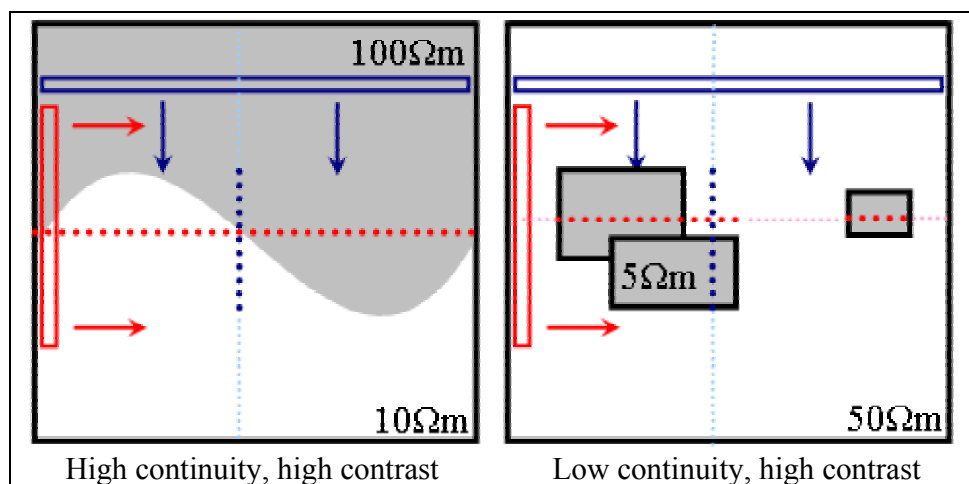 100Ωm
10Ωm
High continuity, high contrast
5Ωm
50Ωm
Low continuity, high contrast